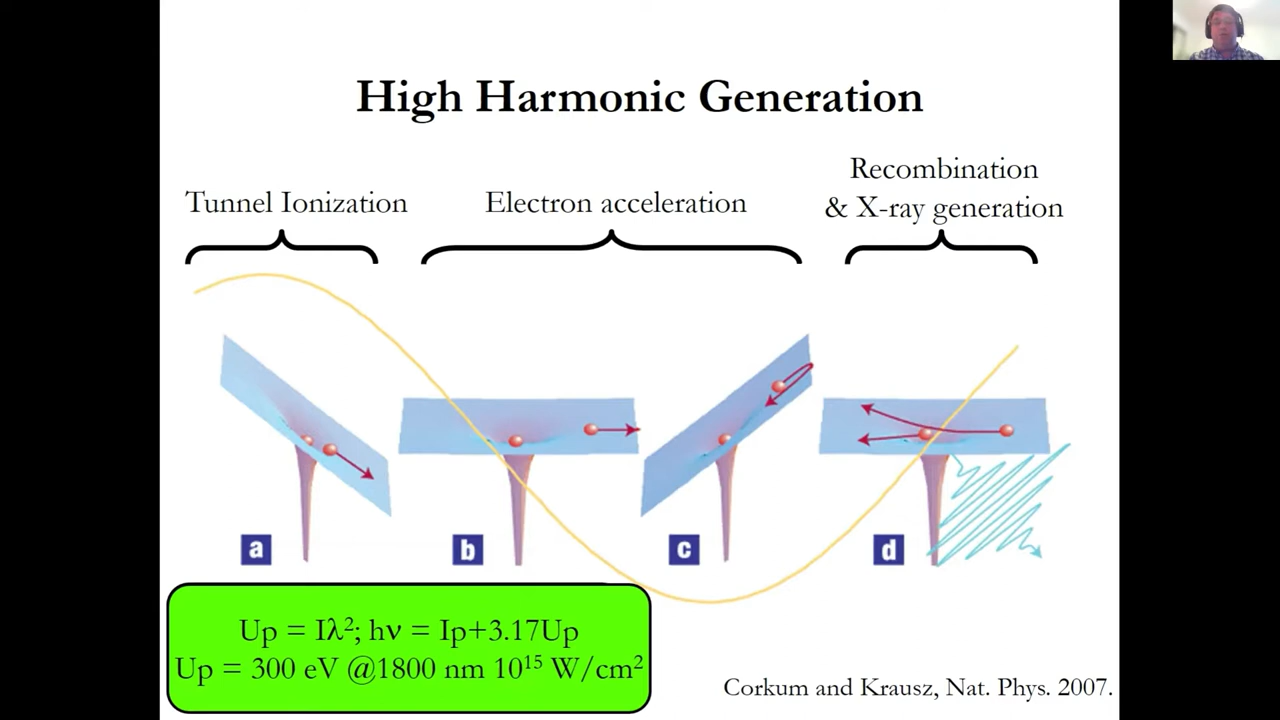 High Harmonic Generation
Tunnel Ionization
Electron acceleration
Recombination
& X-ray generation
a
b
c
d
Up = Iλ²; hν = Ip+3.17Up
Up = 300 eV @1800 nm 10¹⁵ W/cm²
Corkum and Krausz, Nat. Phys. 2007.